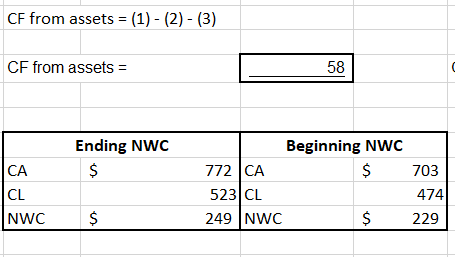 CF from assets = (1) - (2) - (3)
CF from assets = 58
Ending NWC Beginning NWC
CA $ 772 CA $ 703
CL 523 CL 474
NWC $ 249 NWC $ 229